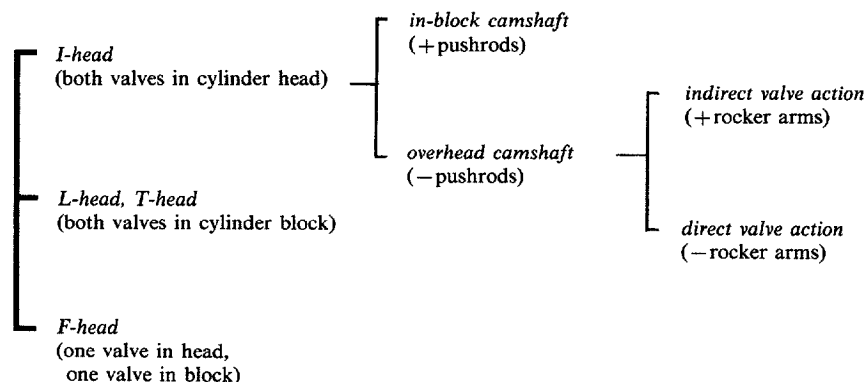 I-head
(both valves in cylinder head)
in-block camshaft
(+pushrods)
overhead camshaft
(−pushrods)
indirect valve action
(+rocker arms)
direct valve action
(−rocker arms)
L-head, T-head
(both valves in cylinder block)
F-head
(one valve in head,
one valve in block)